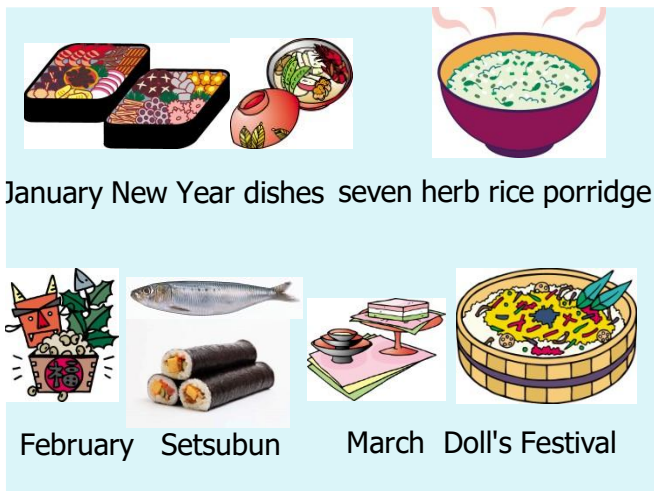 January New Year dishes seven herb rice porridge
福
February Setsubun March Doll's Festival